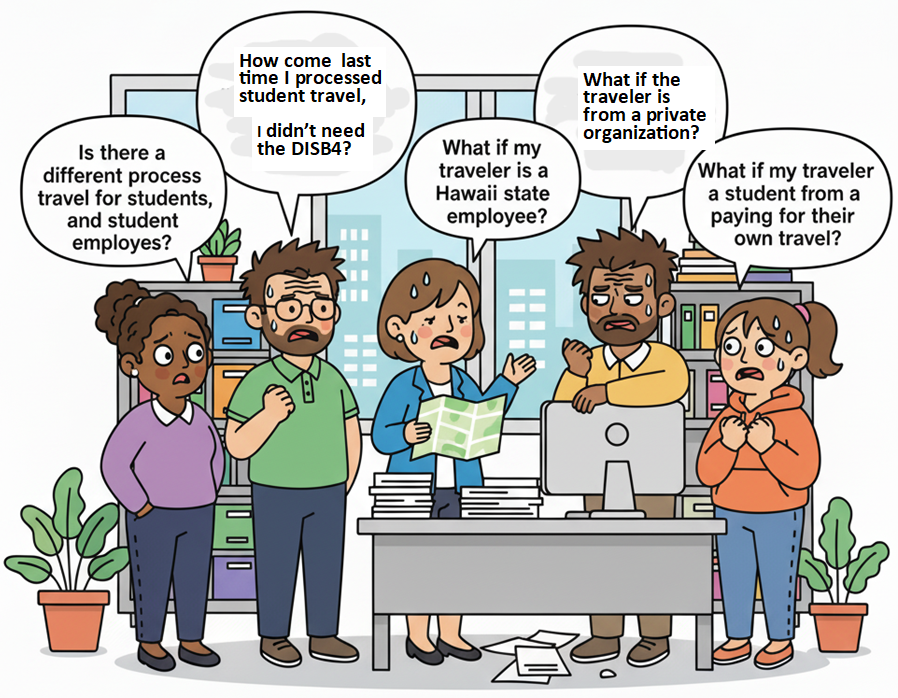 Is there a
different process
travel for students,
and student
employes?
How come last
time I processed
student travel,
I didn't need
the DISB4?
What if my
traveler is a
Hawaii state
employee?
What if the
traveler is
from a private
organization?
What if my traveler
a student from a
paying for their
own travel?